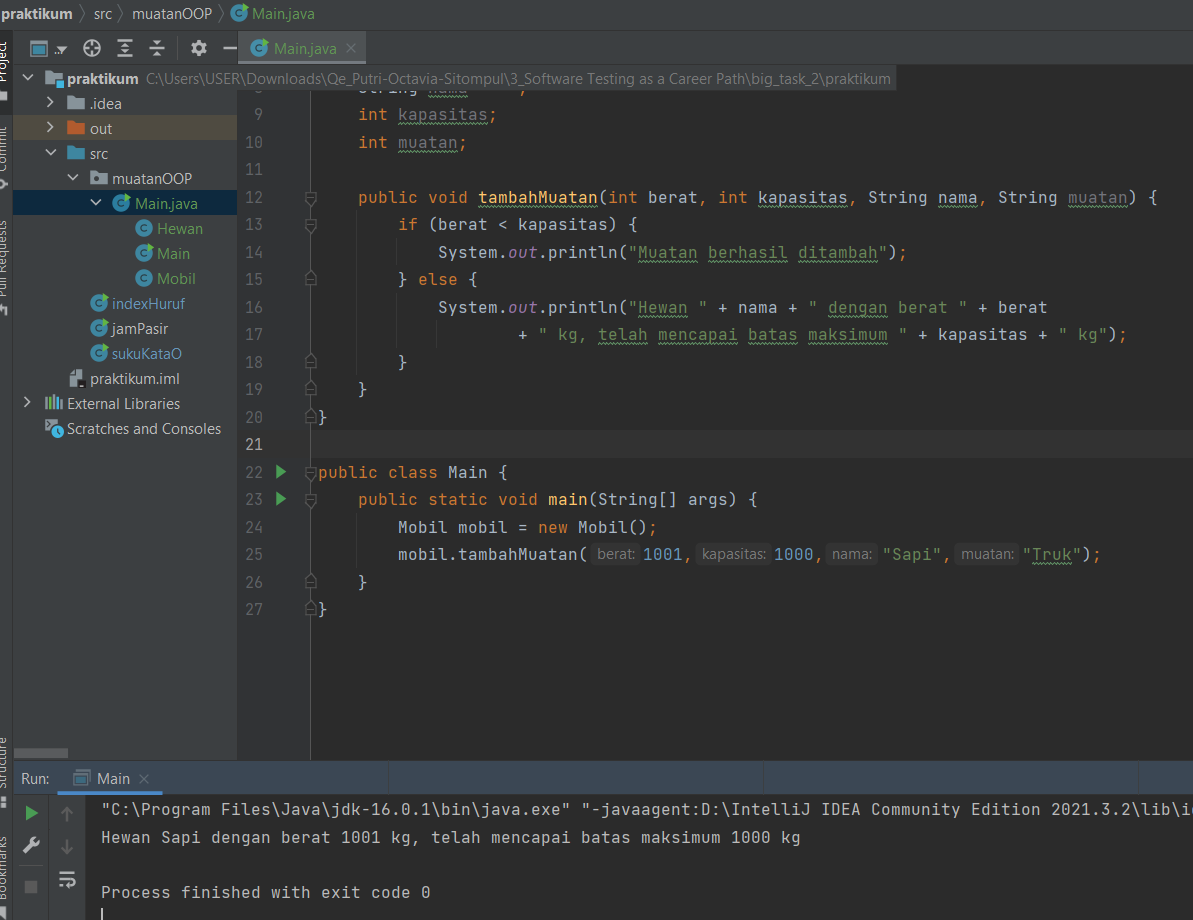 praktikum src muatanOOP Main.java
Project
Main.java
praktikum C:\Users\USER\Downloads\Qe_Putri-Octavia-Sitompul\3_Software Testing as a Career Path\big_task_2\praktikum
.idea
out
src
muatanOOP
Main.java
Hewan
Main
Mobil
indexHuruf
jamPasir
sukuKataO
praktikum.iml
External Libraries
Scratches and Consoles
Commit
Pull Requests
Structure
Bookmarks
9 int kapasitas;
10 int muatan;
11
12 public void tambahMuatan(int berat, int kapasitas, String nama, String muatan) {
13 if (berat < kapasitas) {
14 System.out.println("Muatan berhasil ditambah");
15 } else {
16 System.out.println("Hewan " + nama + " dengan berat " + berat
17 + " kg, telah mencapai batas maksimum " + kapasitas + " kg");
18 }
19 }
20 }
21
22 public class Main {
23 public static void main(String[] args) {
24 Mobil mobil = new Mobil();
25 mobil.tambahMuatan( berat: 1001, kapasitas: 1000, nama: "Sapi", muatan: "Truk");
26 }
27 }
Run: Main
"C:\Program Files\Java\jdk-16.0.1\bin\java.exe" "-javaagent:D:\IntelliJ IDEA Community Edition 2021.3.2\lib\
Hewan Sapi dengan berat 1001 kg, telah mencapai batas maksimum 1000 kg
Process finished with exit code 0